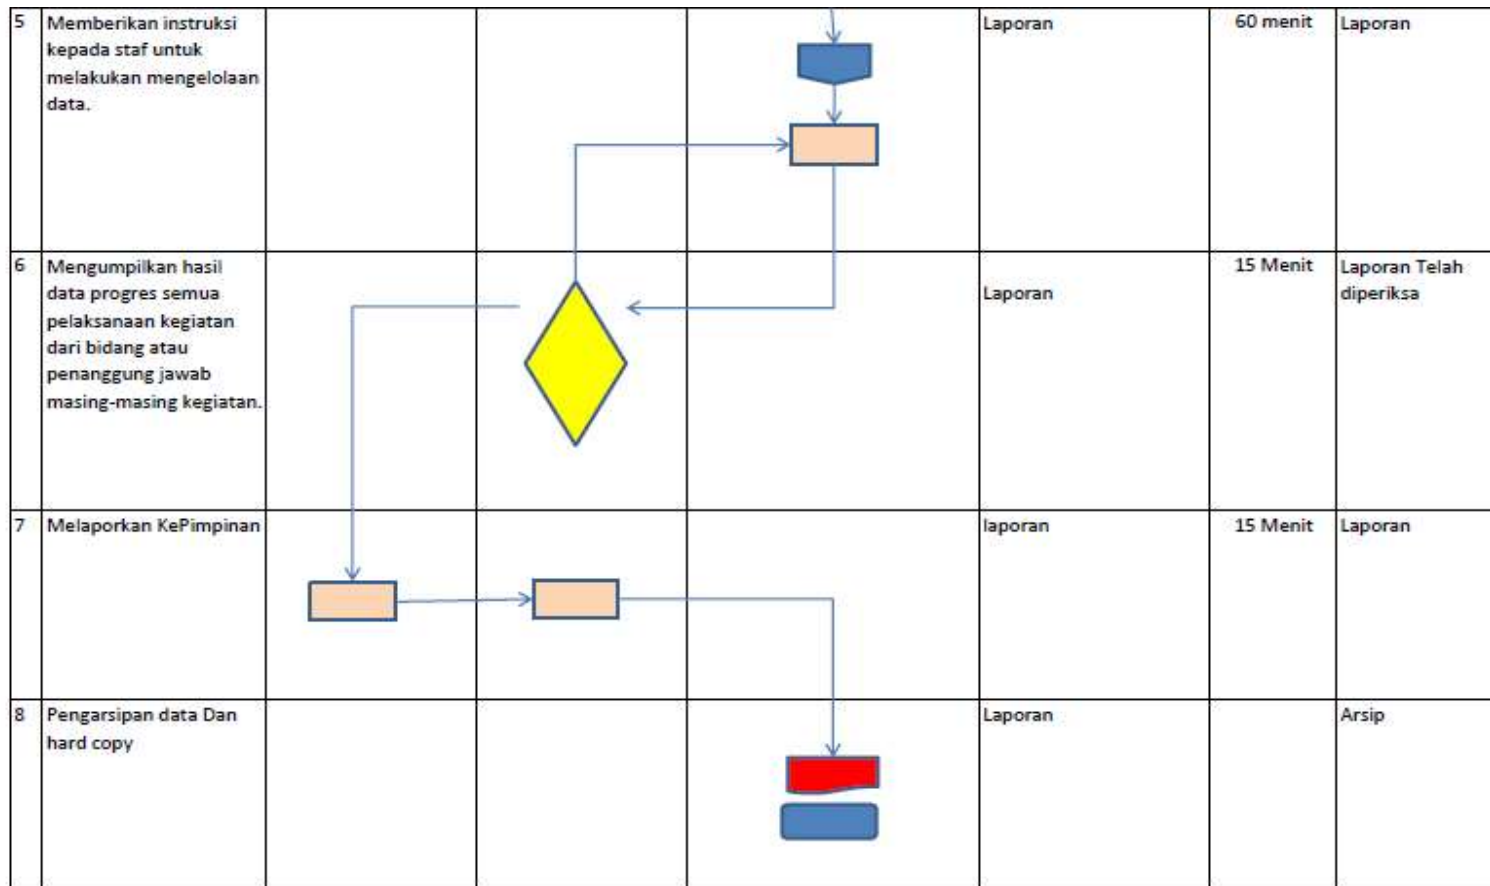 5 Memberikan instruksi Laporan 60 menit Laporan
kepada staf untuk
melakukan mengelolaan
data.
6 Mengumpilkan hasil 15 Menit Laporan Telah
data progres semua Laporan diperiksa
pelaksanaan kegiatan
dari bidang atau
penanggung jawab
masing-masing kegiatan.
7 Melaporkan KePimpinan laporan 15 Menit Laporan
8 Pengarsipan data Dan Laporan Arsip
hard copy